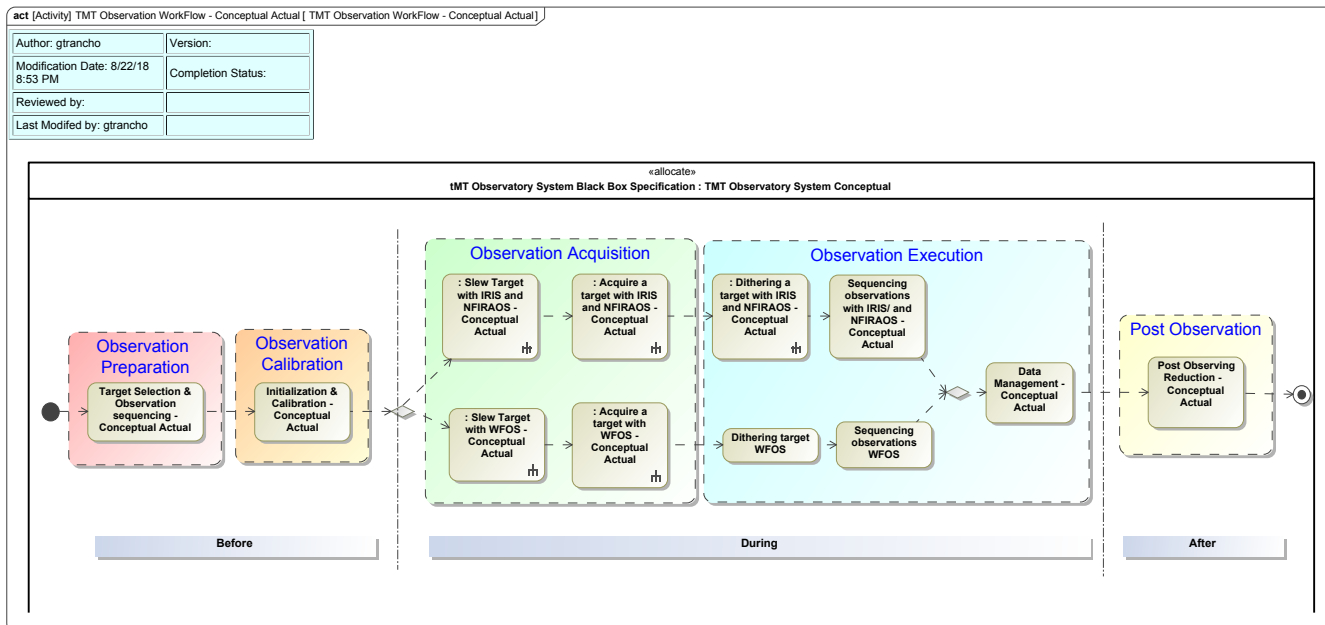 act [Activity] TMT Observation WorkFlow - Conceptual Actual [ TMT Observation WorkFlow - Conceptual Actual]
Author: gtrancho
Version:
Modification Date: 8/22/18
8:53 PM
Completion Status:
Reviewed by:
Last Modifed by: gtrancho
«allocate»
tMT Observatory System Black Box Specification : TMT Observatory System Conceptual
Observation
Preparation
Target Selection &
Observation
sequencing -
Conceptual Actual
Observation
Calibration
Initialization &
Calibration -
Conceptual
Actual
Observation Acquisition
: Slew Target
with IRIS and
NFIRAOS -
Conceptual
Actual
: Acquire a
target with IRIS
and NFIRAOS -
Conceptual
Actual
: Slew Target
with WFOS -
Conceptual
Actual
: Acquire a
target with
WFOS -
Conceptual
Actual
Observation Execution
: Dithering a
target with IRIS
and NFIRAOS -
Conceptual
Actual
Sequencing
observations
with IRIS/ and
NFIRAOS -
Conceptual
Actual
Dithering target
WFOS
Sequencing
observations
WFOS
Data
Management -
Conceptual
Actual
Post Observation
Post Observing
Reduction -
Conceptual
Actual
Before
During
After